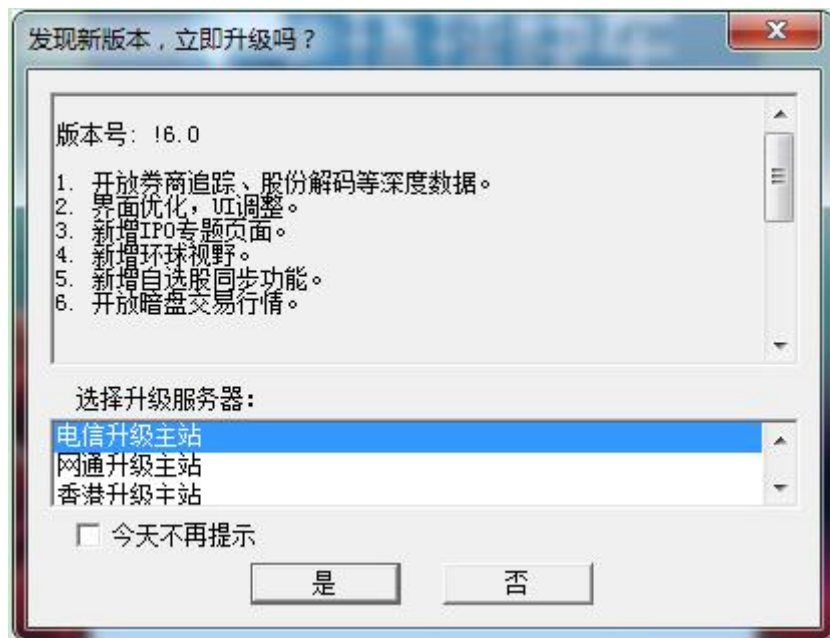 发现新版本，立即升级吗？
版本号: !6.0
1. 开放券商追踪、股份解码等深度数据。
2. 界面优化，UI调整。
3. 新增IPO专题页面。
4. 新增环球视野。
5. 新增自选股同步功能。
6. 开放暗盘交易行情。
选择升级服务器:
电信升级主站
网通升级主站
香港升级主站
今天不再提示
是
否